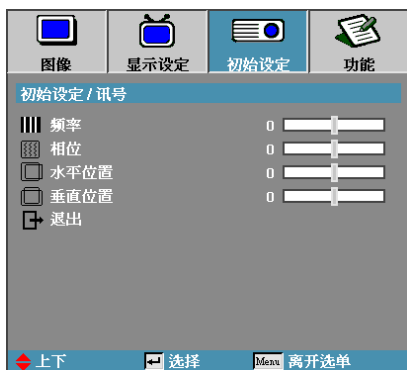 图像 显示设定 初始设定 功能
初始设定 / 讯号
频率 0
相位 0
水平位置 0
垂直位置 0
退出
上下 选择 Menu 离开选单